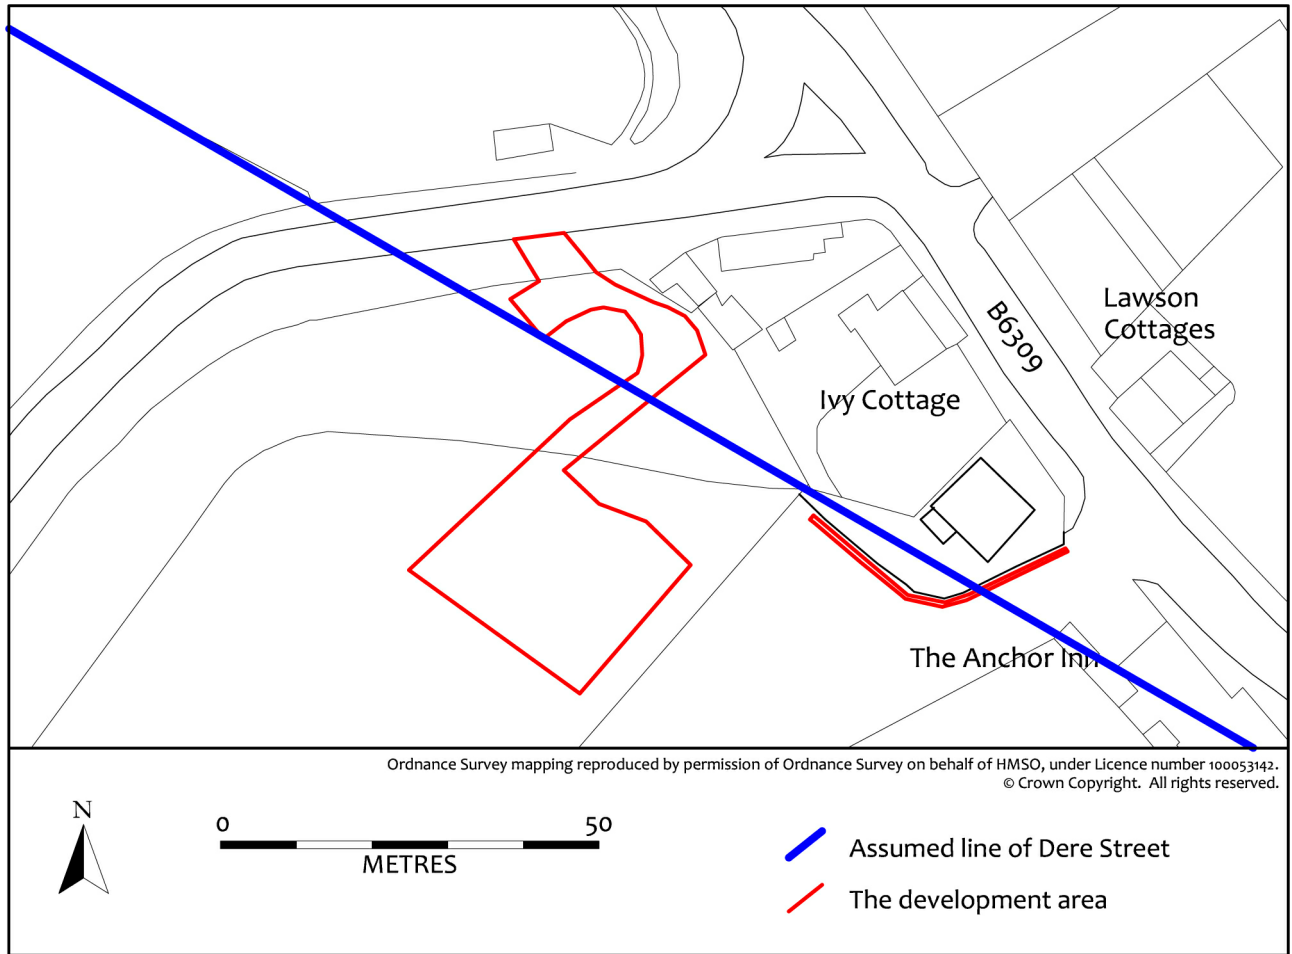 B6309
Lawson
Cottages
Ivy Cottage
The Anchor Inn
Ordnance Survey mapping reproduced by permission of Ordnance Survey on behalf of HMSO, under Licence number 100053142.
© Crown Copyright. All rights reserved.
N
0 50
METRES
Assumed line of Dere Street
The development area